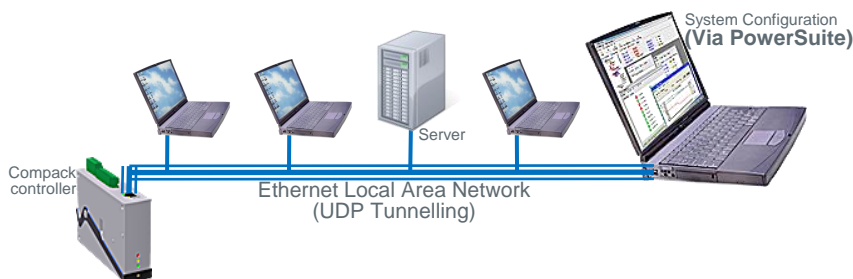 System Configuration
(Via PowerSuite)
Server
Compack
controller
Ethernet Local Area Network
(UDP Tunnelling)